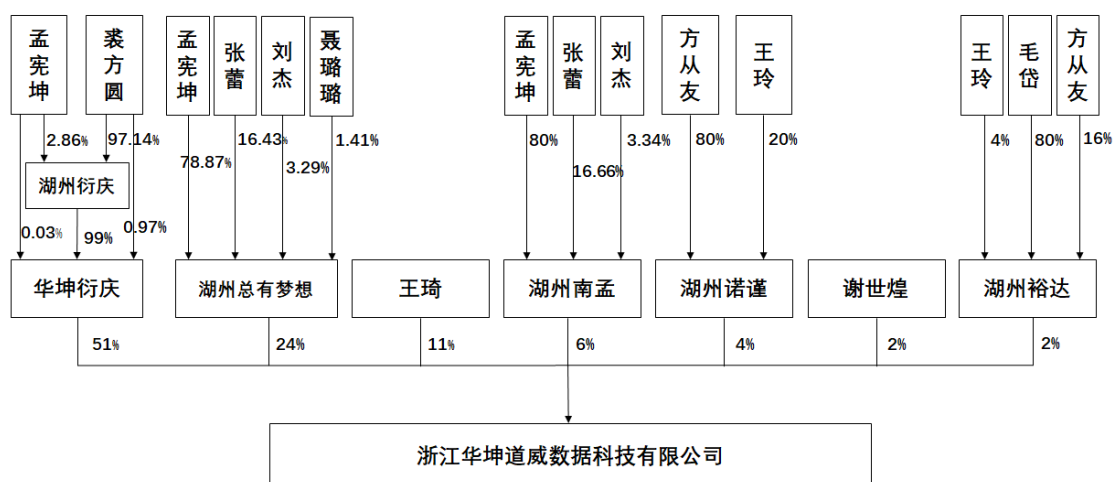 孟宪坤
裘方圆
孟宪坤
张蕾
刘杰
聂璐璐
孟宪坤
张蕾
刘杰
方从友
王玲
王玲
毛岱
方从友
2.86%
97.14%
78.87%
16.43%
3.29%
1.41%
80%
16.66%
3.34%
80%
20%
4%
80%
16%
湖州衍庆
0.03%
99%
0.97%
华坤衍庆
湖州总有梦想
王琦
湖州南孟
湖州诺谨
谢世煌
湖州裕达
51%
24%
11%
6%
4%
2%
2%
浙江华坤道威数据科技有限公司